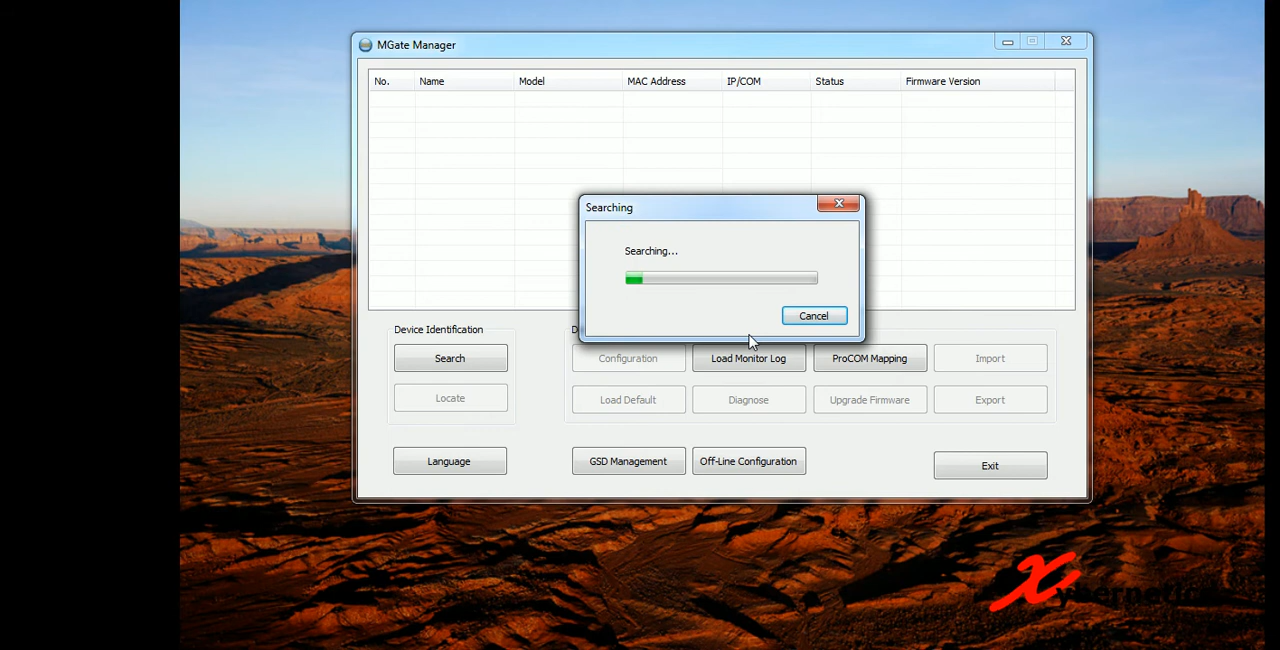 MGate Manager
No. Name Model MAC Address IP/COM Status Firmware Version
Searching
Searching...
Cancel
Device Identification
Search
Configuration Load Monitor Log ProCOM Mapping Import
Locate
Load Default Diagnose Upgrade Firmware Export
Language
GSD Management Off-Line Configuration
Exit